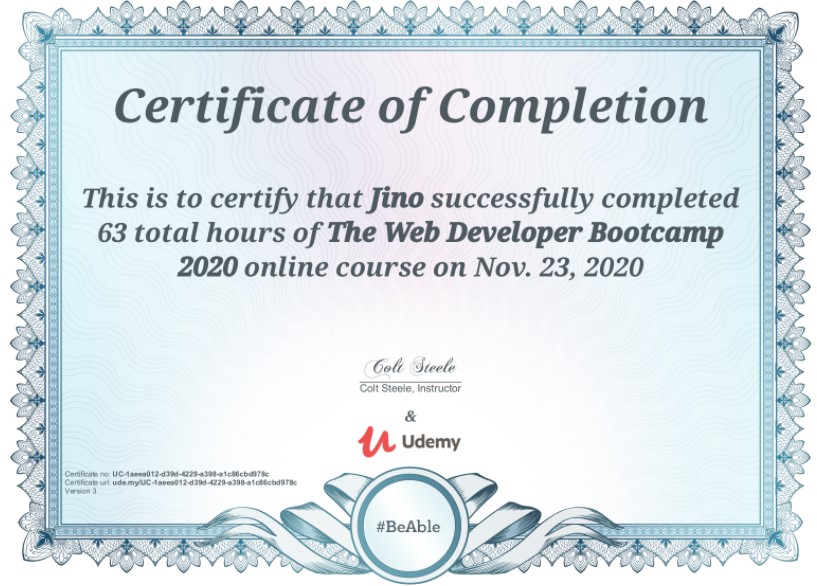 Certificate of Completion
This is to certify that Jino successfully completed
63 total hours of The Web Developer Bootcamp
2020 online course on Nov. 23, 2020
Colt Steele
Colt Steele, Instructor
&
Udemy
Certificate no: UC-1aeea012-d39d-4229-a398-a1c86cbd978c
Certificate url: ude.my/UC-1aeea012-d39d-4229-a398-a1c86cbd978c
Version 3
#BeAble